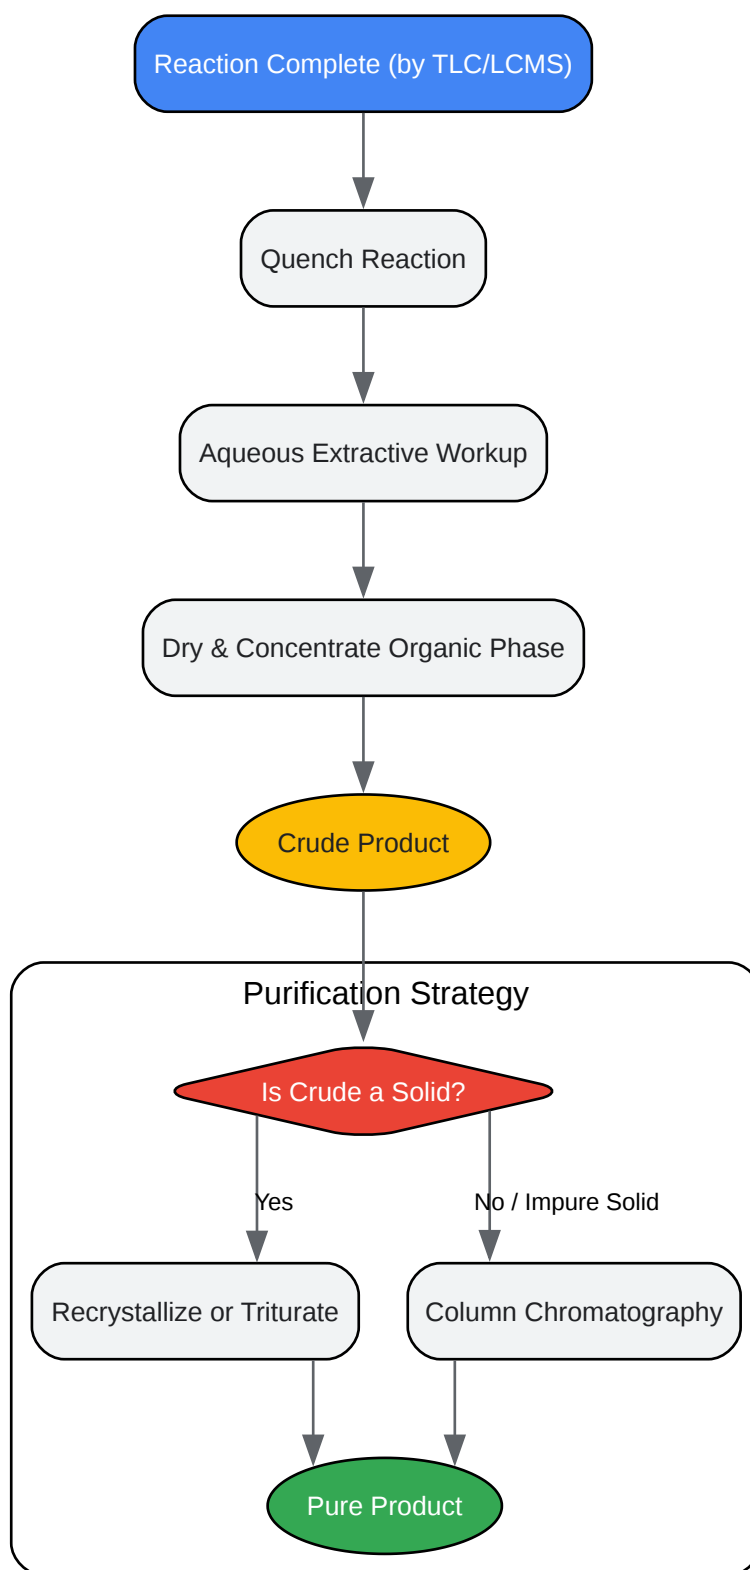 Reaction Complete (by TLC/LCMS)
Quench Reaction
Aqueous Extractive Workup
Dry & Concentrate Organic Phase
Crude Product
Purification Strategy
Is Crude a Solid?
Yes
No / Impure Solid
Recrystallize or Triturate
Column Chromatography
Pure Product